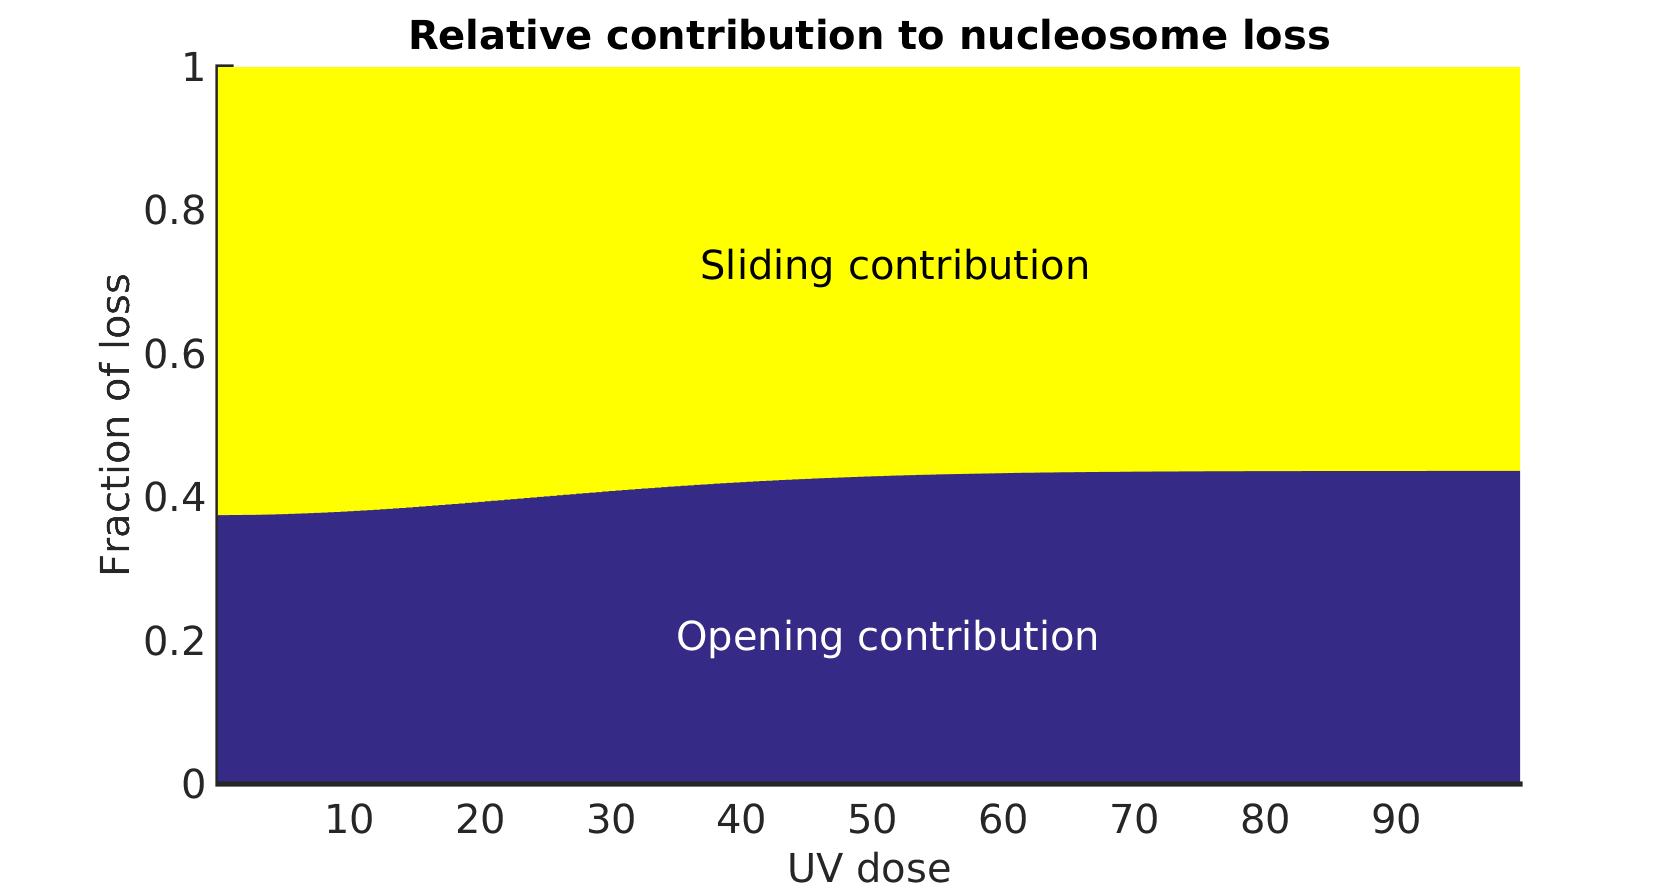 Relative contribution to nucleosome loss
1
0.8
0.6
0.4
0.2
0
Fraction of loss
Sliding contribution
Opening contribution
10 20 30 40 50 60 70 80 90
UV dose